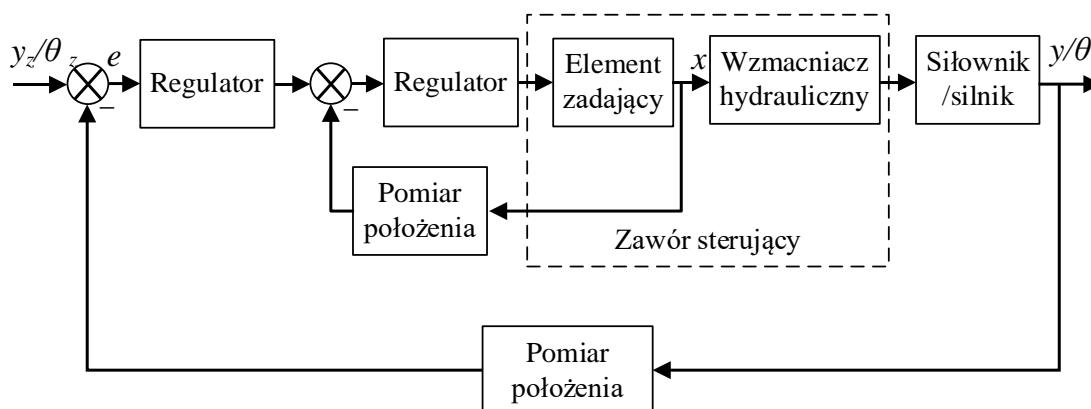 y_z/θ_z
e
−
Regulator
−
Regulator
Element
zadający
x
Wzmacniacz
hydrauliczny
Siłownik
/silnik
y/θ
Pomiar
położenia
Zawór sterujący
Pomiar
położenia